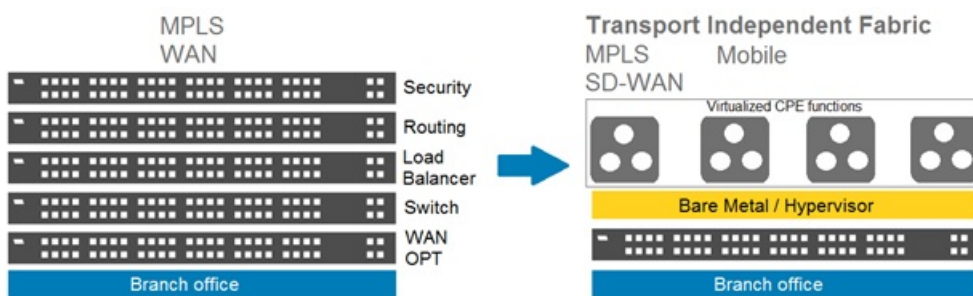 MPLS
WAN
Security
Routing
Load
Balancer
Switch
WAN
OPT
Branch office
Transport Independent Fabric
MPLS Mobile
SD-WAN
Virtualized CPE functions
Bare Metal / Hypervisor
Branch office